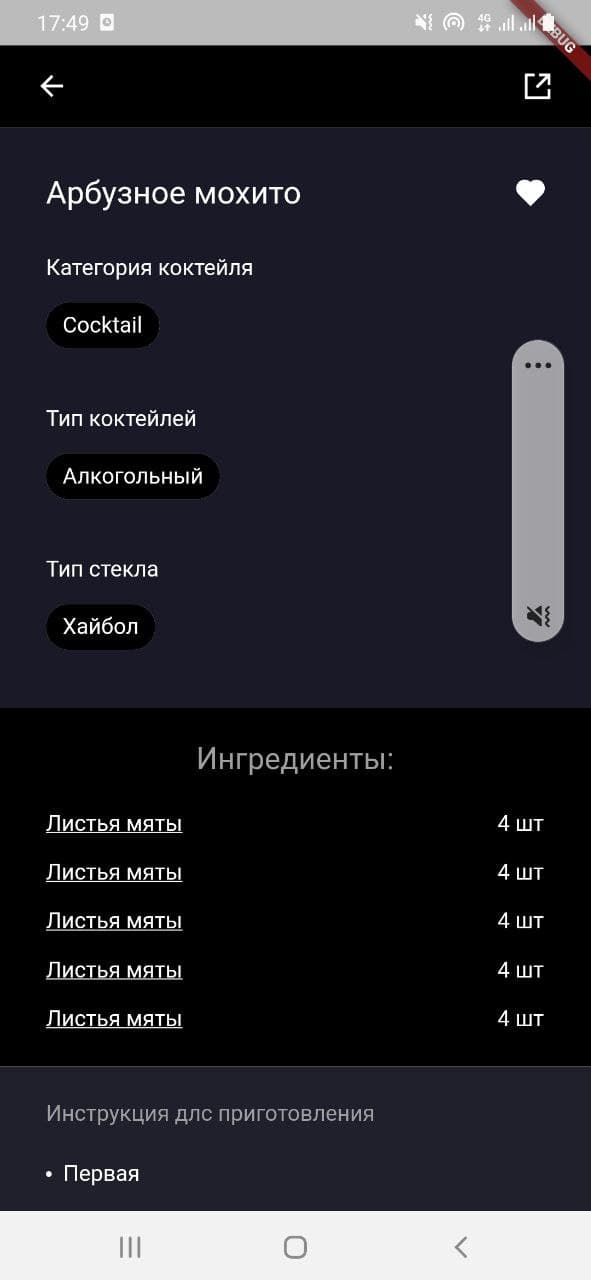 17:49
4G
DEBUG
Арбузное мохито
Категория коктейля
Cocktail
Тип коктейлей
Алкогольный
Тип стекла
Хайбол
Ингредиенты:
Листья мяты 4 шт
Листья мяты 4 шт
Листья мяты 4 шт
Листья мяты 4 шт
Листья мяты 4 шт
Инструкция длс приготовления
• Первая